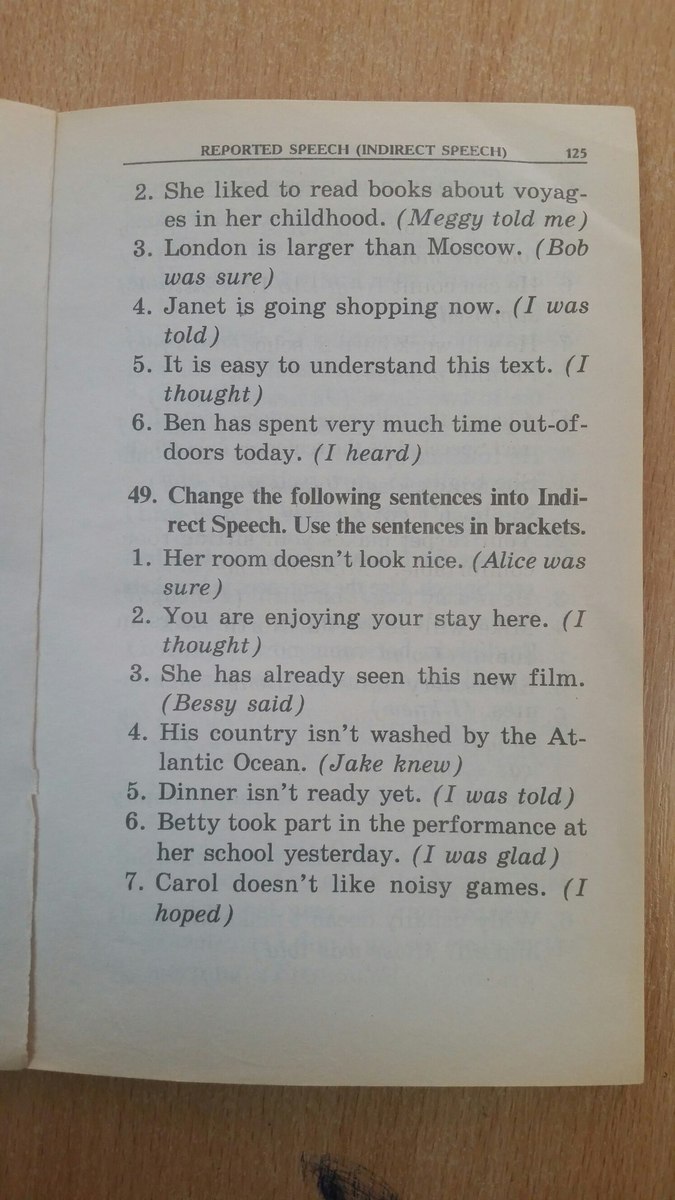 REPORTED SPEECH (INDIRECT SPEECH) 125
2. She liked to read books about voyag-
es in her childhood. (Meggy told me)
3. London is larger than Moscow. (Bob
was sure)
4. Janet is going shopping now. (I was
told)
5. It is easy to understand this text. (I
thought)
6. Ben has spent very much time out-of-
doors today. (I heard)
49. Change the following sentences into Indi-
rect Speech. Use the sentences in brackets.
1. Her room doesn't look nice. (Alice was
sure)
2. You are enjoying your stay here. (I
thought)
3. She has already seen this new film.
(Bessy said)
4. His country isn't washed by the At-
lantic Ocean. (Jake knew)
5. Dinner isn't ready yet. (I was told)
6. Betty took part in the performance at
her school yesterday. (I was glad)
7. Carol doesn't like noisy games. (I
hoped)